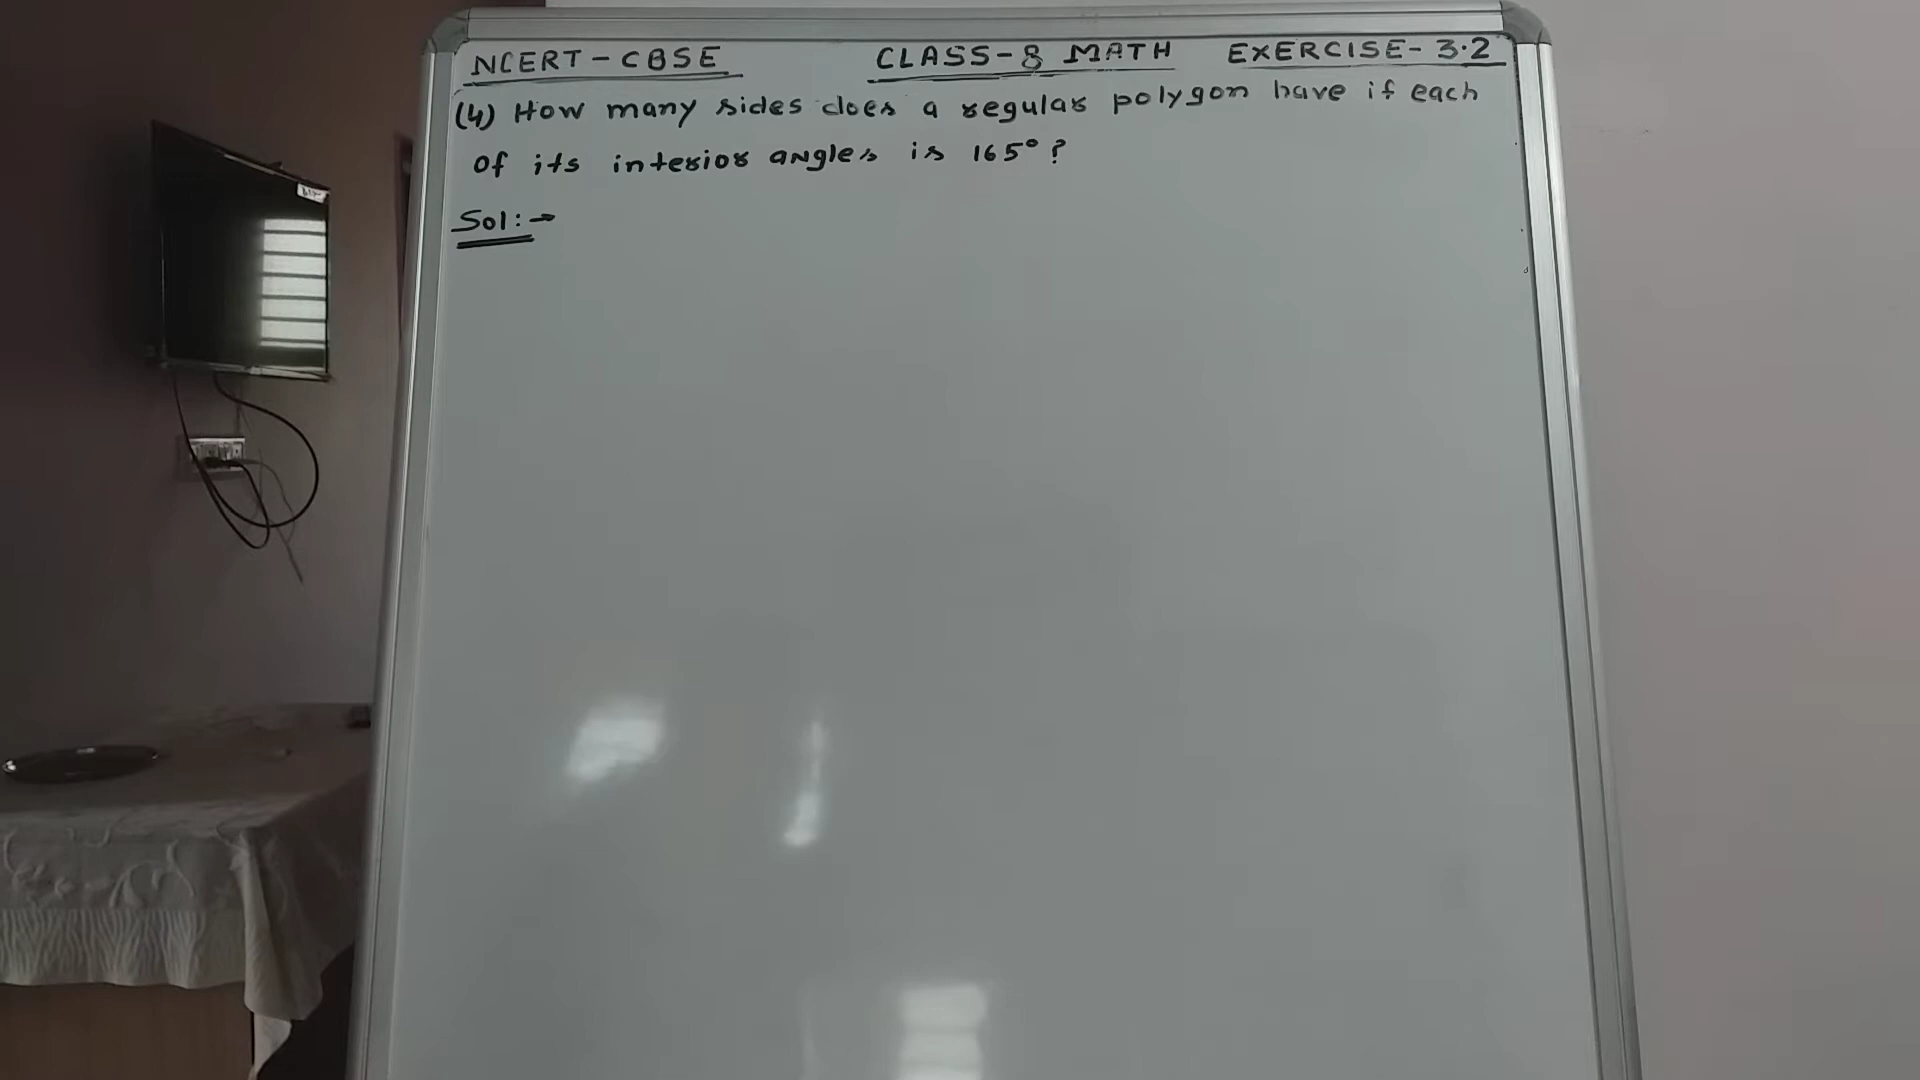 NCERT - CBSE CLASS-8 MATH EXERCISE- 3.2
(4) How many sides does a regular polygon have if each
of its interior angles is 165° ?
Sol:→